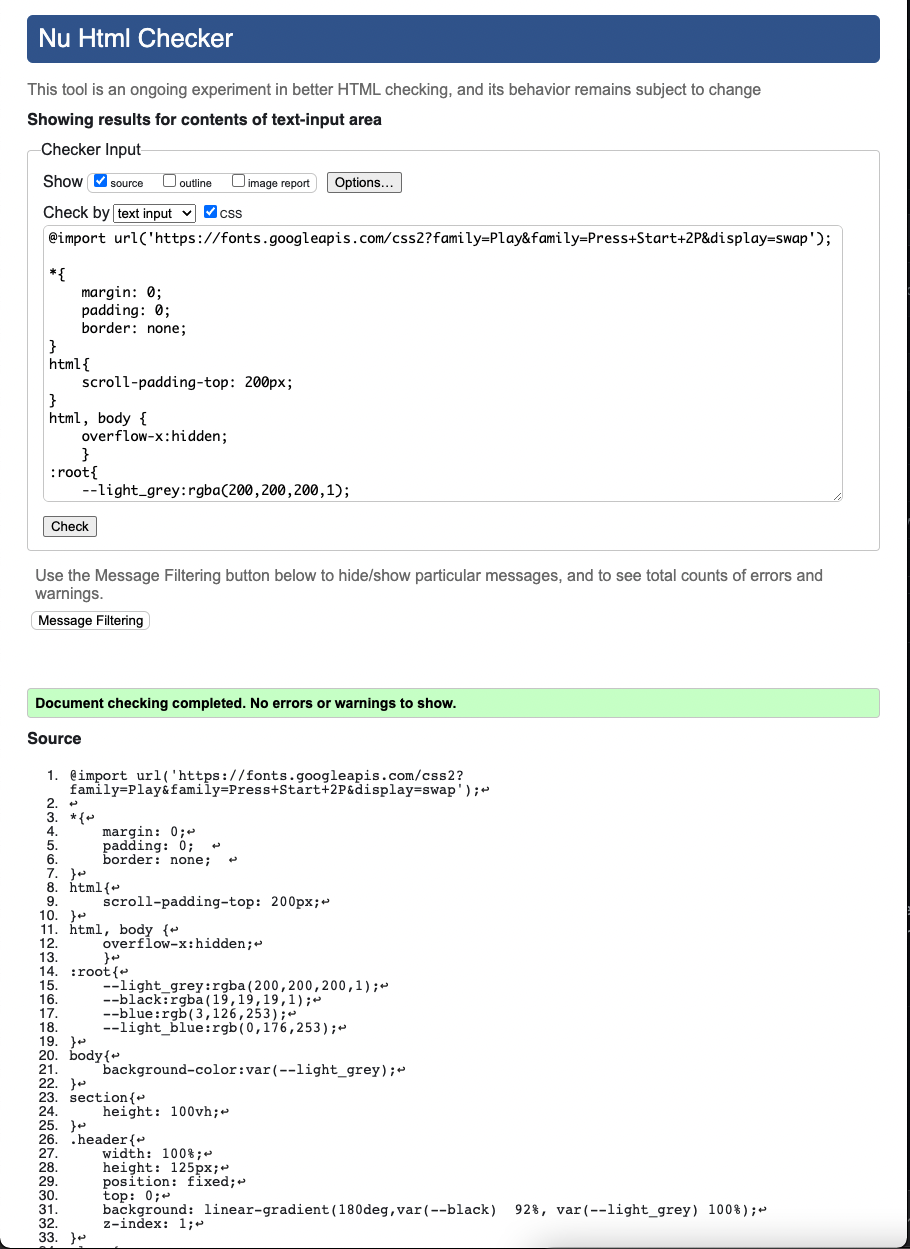 Nu Html Checker
This tool is an ongoing experiment in better HTML checking, and its behavior remains subject to change
Showing results for contents of text-input area
Checker Input
Show source outline image report Options...
Check by text input css
@import url('https://fonts.googleapis.com/css2?family=Play&family=Press+Start+2P&display=swap');
*{
    margin: 0;
    padding: 0;
    border: none;
}
html{
    scroll-padding-top: 200px;
}
html, body {
    overflow-x:hidden;
    }
:root{
    --light_grey:rgba(200,200,200,1);
Check
Use the Message Filtering button below to hide/show particular messages, and to see total counts of errors and
warnings.
Message Filtering
Document checking completed. No errors or warnings to show.
Source
1. @import url('https://fonts.googleapis.com/css2?
family=Play&family=Press+Start+2P&display=swap');↩
2. ↩
3. *{↩
4.     margin: 0;↩
5.     padding: 0;  ↩
6.     border: none;  ↩
7. }↩
8. html{↩
9.     scroll-padding-top: 200px;↩
10. }↩
11. html, body {↩
12.     overflow-x:hidden;↩
13.     }↩
14. :root{↩
15.     --light_grey:rgba(200,200,200,1);↩
16.     --black:rgba(19,19,19,1);↩
17.     --blue:rgb(3,126,253);↩
18.     --light_blue:rgb(0,176,253);↩
19. }↩
20. body{↩
21.     background-color:var(--light_grey);↩
22. }↩
23. section{↩
24.     height: 100vh;↩
25. }↩
26. .header{↩
27.     width: 100%;↩
28.     height: 125px;↩
29.     position: fixed;↩
30.     top: 0;↩
31.     background: linear-gradient(180deg,var(--black)  92%, var(--light_grey) 100%);↩
32.     z-index: 1;↩
33. }↩